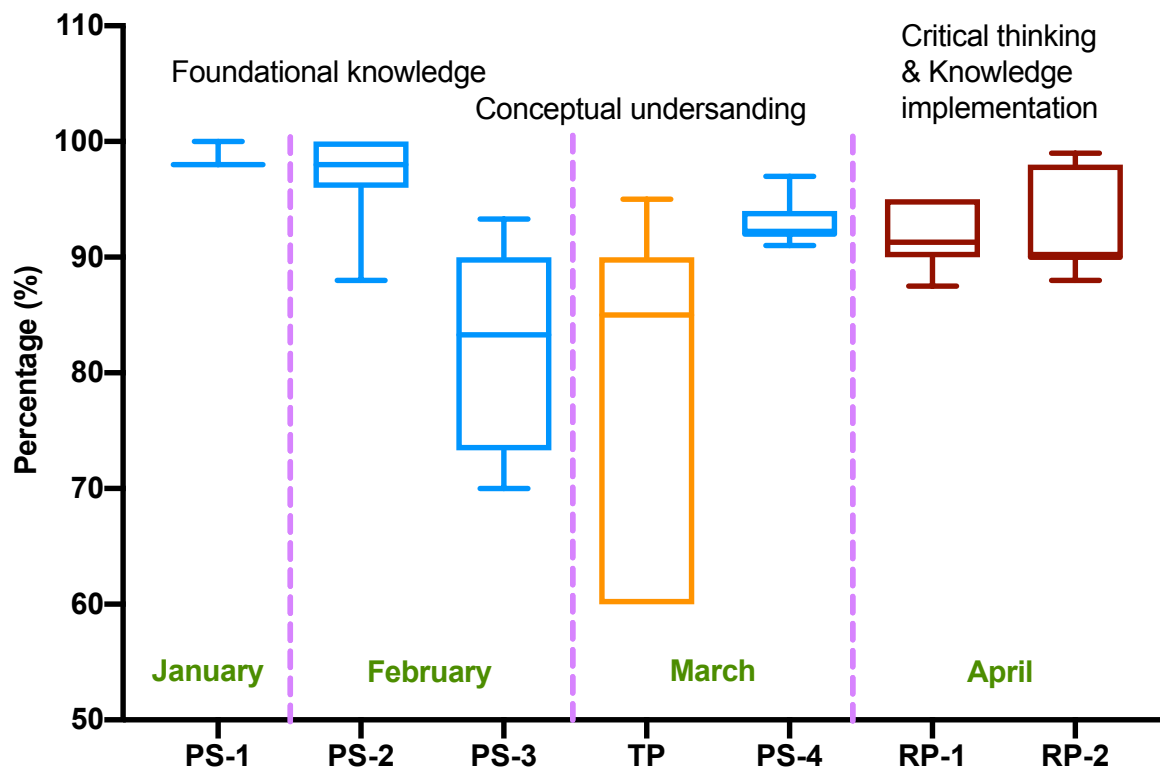 110
100
90
80
70
60
50
Percentage (%)
Foundational knowledge
Conceptual undersanding
Critical thinking
& Knowledge
implementation
January
February
March
April
PS-1
PS-2
PS-3
TP
PS-4
RP-1
RP-2